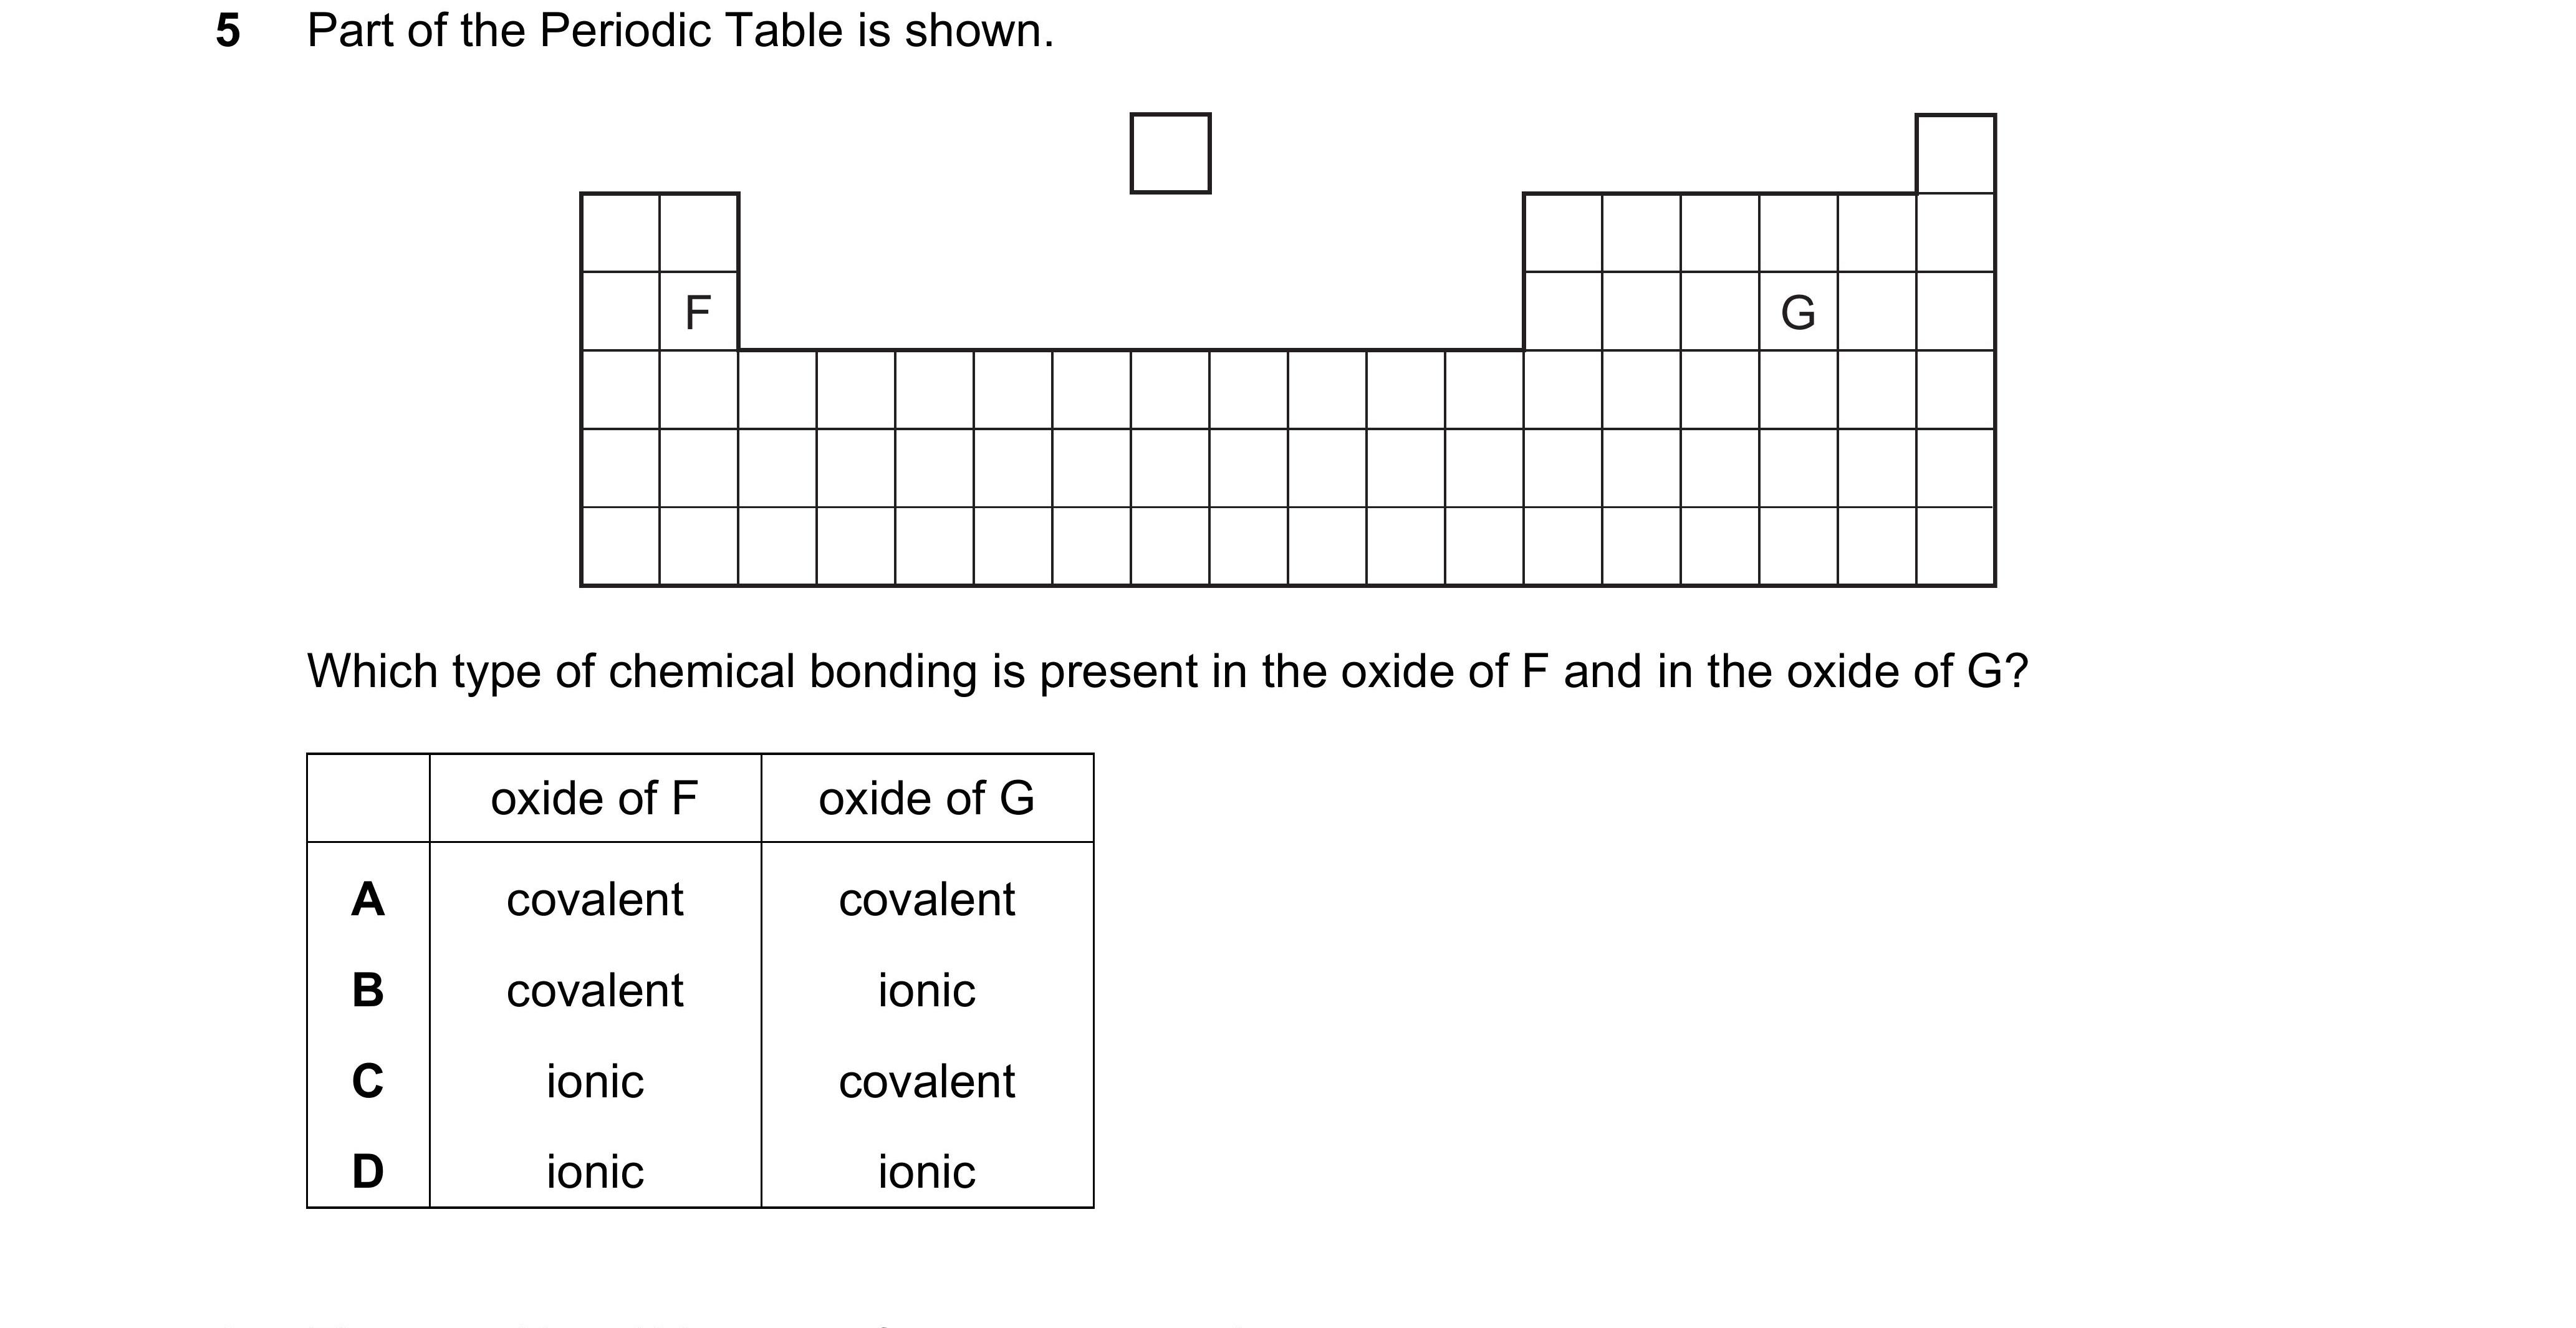 5 Part of the Periodic Table is shown.
F G
Which type of chemical bonding is present in the oxide of F and in the oxide of G?
oxide of F oxide of G
A covalent covalent
B covalent ionic
C ionic covalent
D ionic ionic